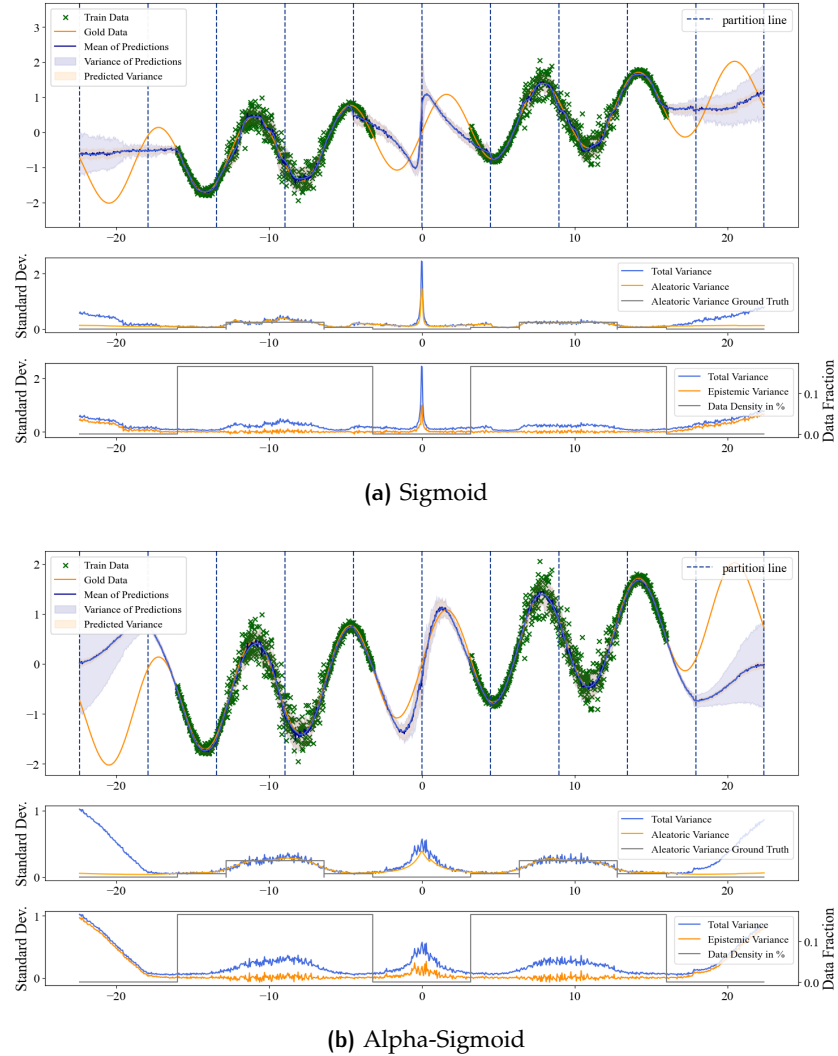 Train Data
Gold Data
Mean of Predictions
Variance of Predictions
Predicted Variance
partition line
3
2
1
0
−1
−2
−20
−10
0
10
20
Standard Dev.
2
0
Total Variance
Aleatoric Variance
Aleatoric Variance Ground Truth
−20
−10
0
10
20
Standard Dev.
2
0
Total Variance
Epistemic Variance
Data Density in %
0.1
0.0
Data Fraction
−20
−10
0
10
20
(a) Sigmoid
Train Data
Gold Data
Mean of Predictions
Variance of Predictions
Predicted Variance
partition line
2
1
0
−1
−2
−20
−10
0
10
20
Standard Dev.
1
0
Total Variance
Aleatoric Variance
Aleatoric Variance Ground Truth
−20
−10
0
10
20
Standard Dev.
1
0
Total Variance
Epistemic Variance
Data Density in %
0.1
0.0
Data Fraction
−20
−10
0
10
20
(b) Alpha-Sigmoid